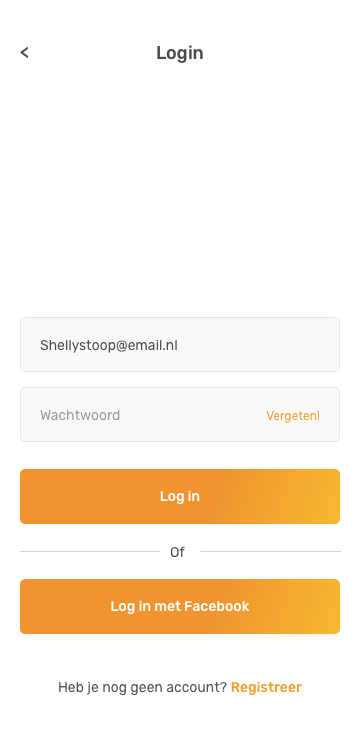 < Login
Shellystoop@email.nl
Wachtwoord Vergeten!
Log in
Of
Log in met Facebook
Heb je nog geen account? Registreer